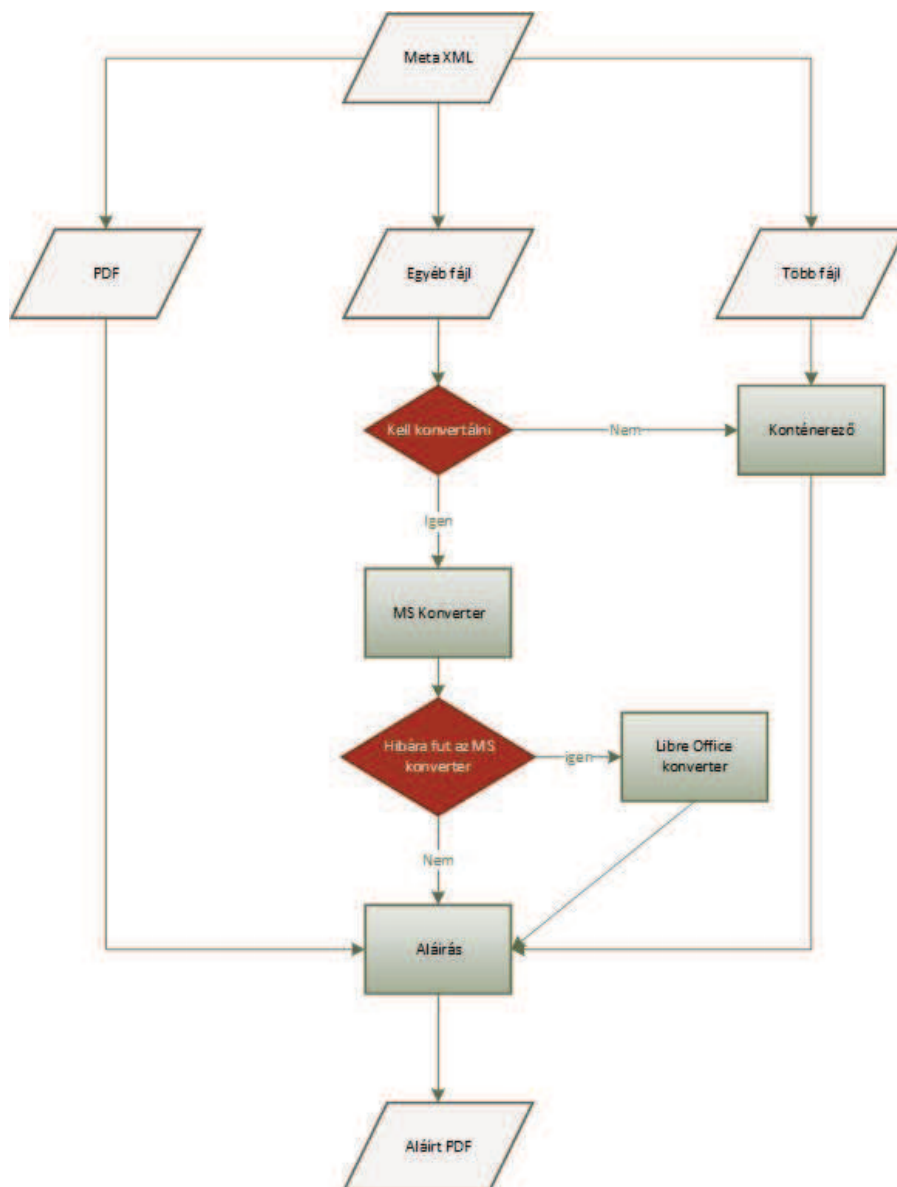 Meta XML
PDF
Egyéb fájl
Több fájl
Kell konvertálni
Nem
Konténerező
Igen
MS Konverter
Hibára fut az MS
konverter
igen
Libre Office
konverter
Nem
Aláírás
Aláírt PDF